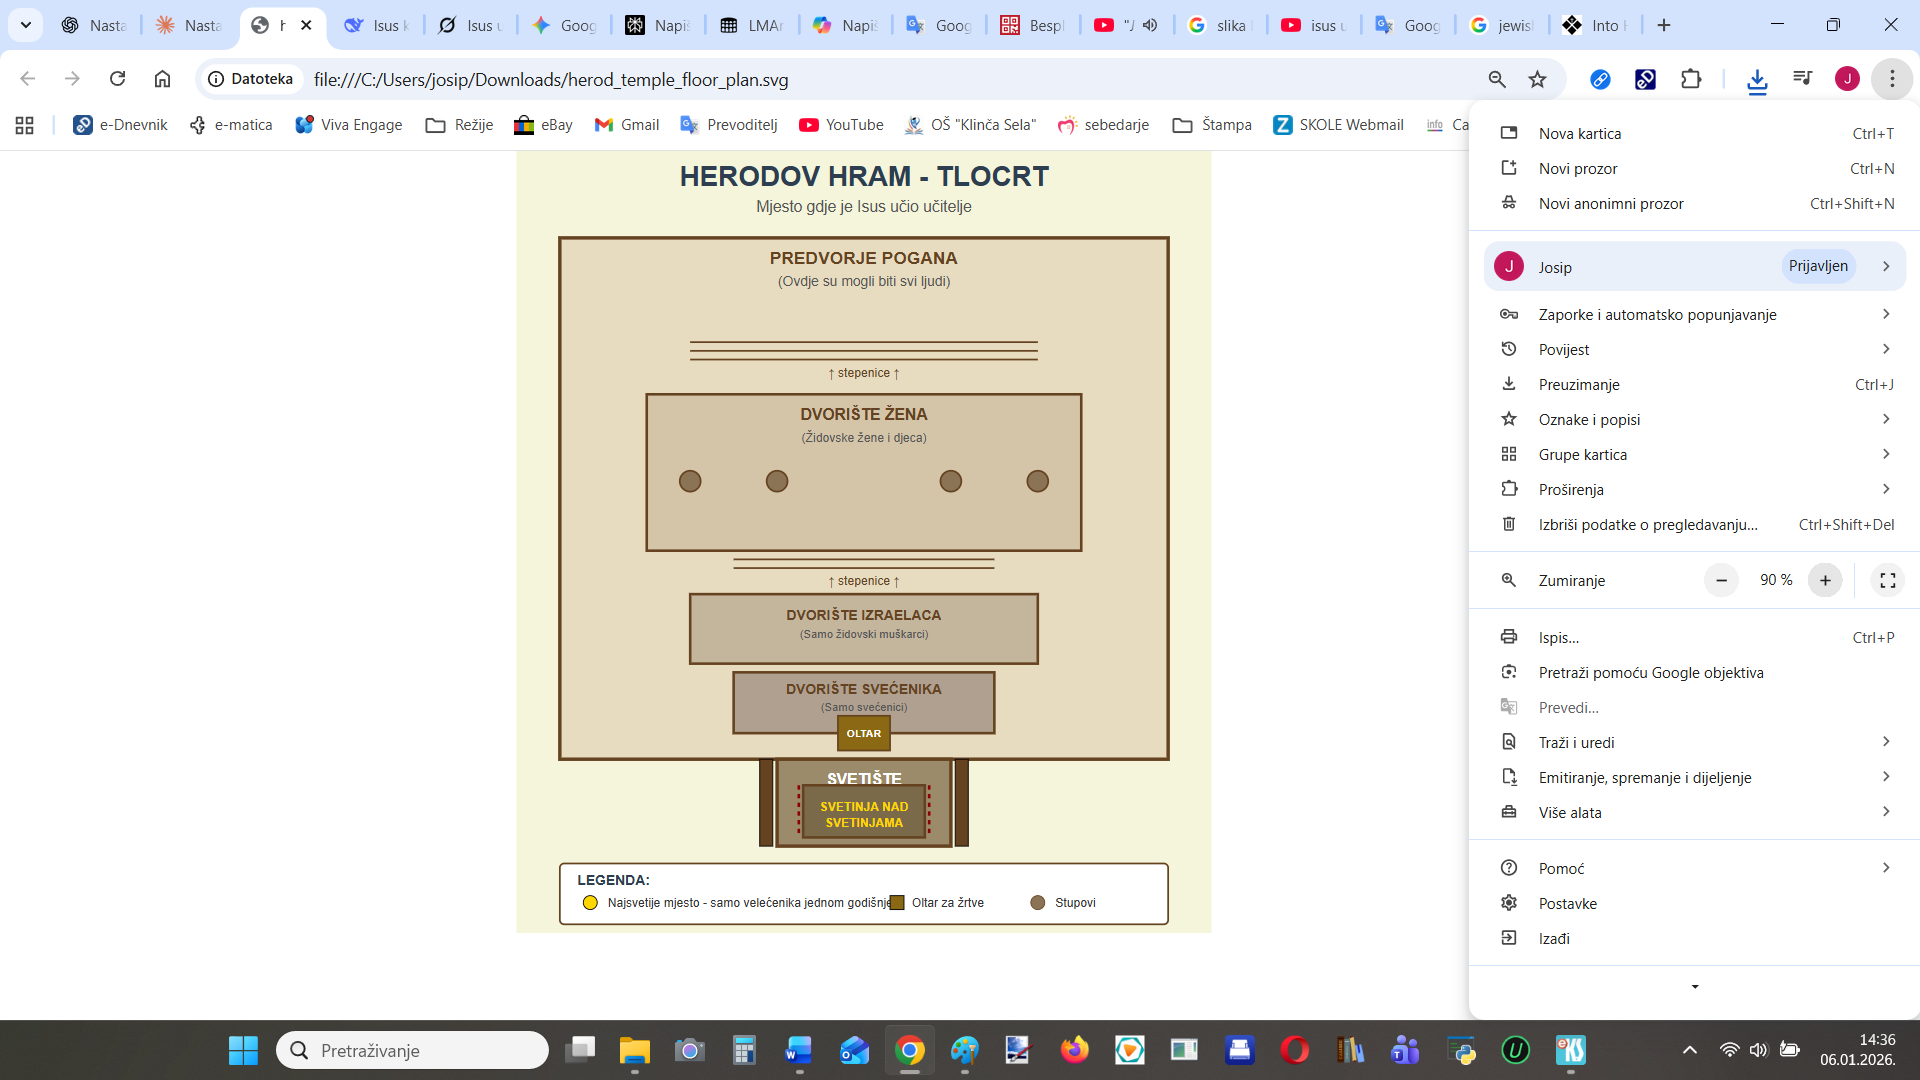 Nasta
Nasta
h
Isus k
Isus u
Goog
Napi
LMAr
Napi
Goog
Bespl
"J
slika
isus u
Goog
jewis
Into
Datoteka
file:///C:/Users/josip/Downloads/herod_temple_floor_plan.svg
J
e-Dnevnik
e-matica
Viva Engage
Režije
eBay
Gmail
Prevoditelj
YouTube
OŠ "Klinča Sela"
sebedarje
Štampa
SKOLE Webmail
info
Ca
HERODOV HRAM - TLOCRT
Mjesto gdje je Isus učio učitelje
PREDVORJE POGANA
(Ovdje su mogli biti svi ljudi)
↑ stepenice ↑
DVORIŠTE ŽENA
(Židovske žene i djeca)
↑ stepenice ↑
DVORIŠTE IZRAELACA
(Samo židovski muškarci)
DVORIŠTE SVEĆENIKA
(Samo svećenici)
OLTAR
SVETIŠTE
SVETINJA NAD
SVETINJAMA
LEGENDA:
Najsvetije mjesto - samo velećenika jednom godišnje
Oltar za žrtve
Stupovi
Nova kartica Ctrl+T
Novi prozor Ctrl+N
Novi anonimni prozor Ctrl+Shift+N
J Josip Prijavljen
Zaporke i automatsko popunjavanje
Povijest
Preuzimanje Ctrl+J
Oznake i popisi
Grupe kartica
Proširenja
Izbriši podatke o pregledavanju... Ctrl+Shift+Del
Zumiranje − 90 % +
Ispis... Ctrl+P
Pretraži pomoću Google objektiva
Prevedi...
Traži i uredi
Emitiranje, spremanje i dijeljenje
Više alata
Pomoć
Postavke
Izađi
Pretraživanje
14:36
06.01.2026.